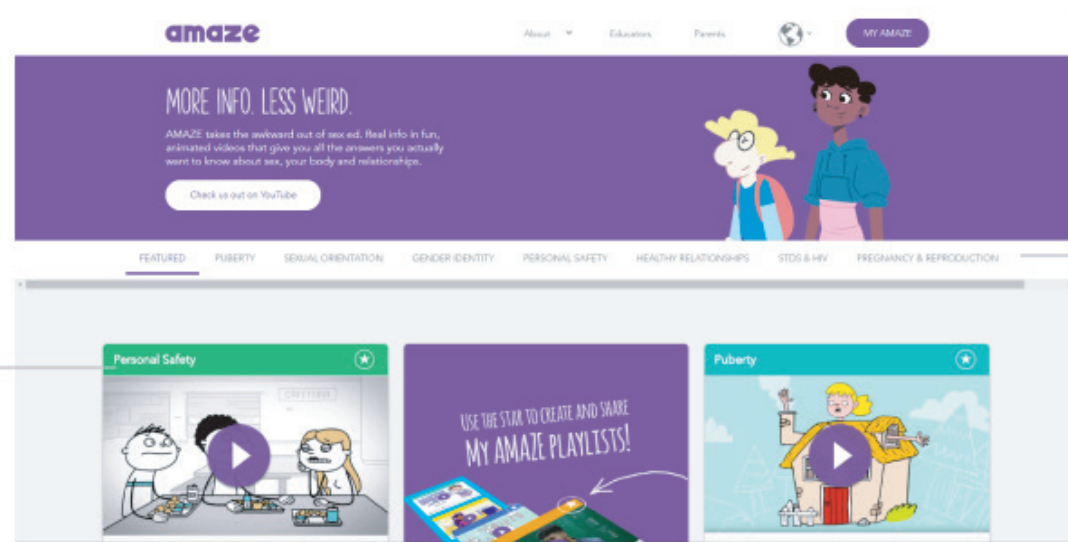 amaze
About
Educators
Parents
MY AMAZE
MORE INFO. LESS WEIRD.
AMAZE takes the awkward out of sex ed. Real info in fun,
animated videos that give you all the answers you actually
want to know about sex, your body and relationships.
Check us out on YouTube
FEATURED
PUBERTY
SEXUAL ORIENTATION
GENDER IDENTITY
PERSONAL SAFETY
HEALTHY RELATIONSHIPS
STDS & HIV
PREGNANCY & REPRODUCTION
Personal Safety
CAFETERIA
USE THE STAR TO CREATE AND SHARE
MY AMAZE PLAYLISTS!
Puberty